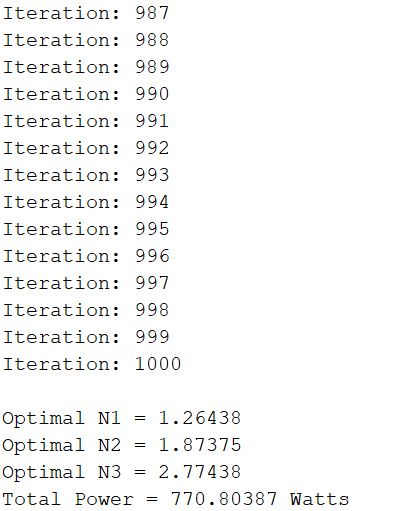 Iteration: 987
Iteration: 988
Iteration: 989
Iteration: 990
Iteration: 991
Iteration: 992
Iteration: 993
Iteration: 994
Iteration: 995
Iteration: 996
Iteration: 997
Iteration: 998
Iteration: 999
Iteration: 1000
Optimal N1 = 1.26438
Optimal N2 = 1.87375
Optimal N3 = 2.77438
Total Power = 770.80387 Watts